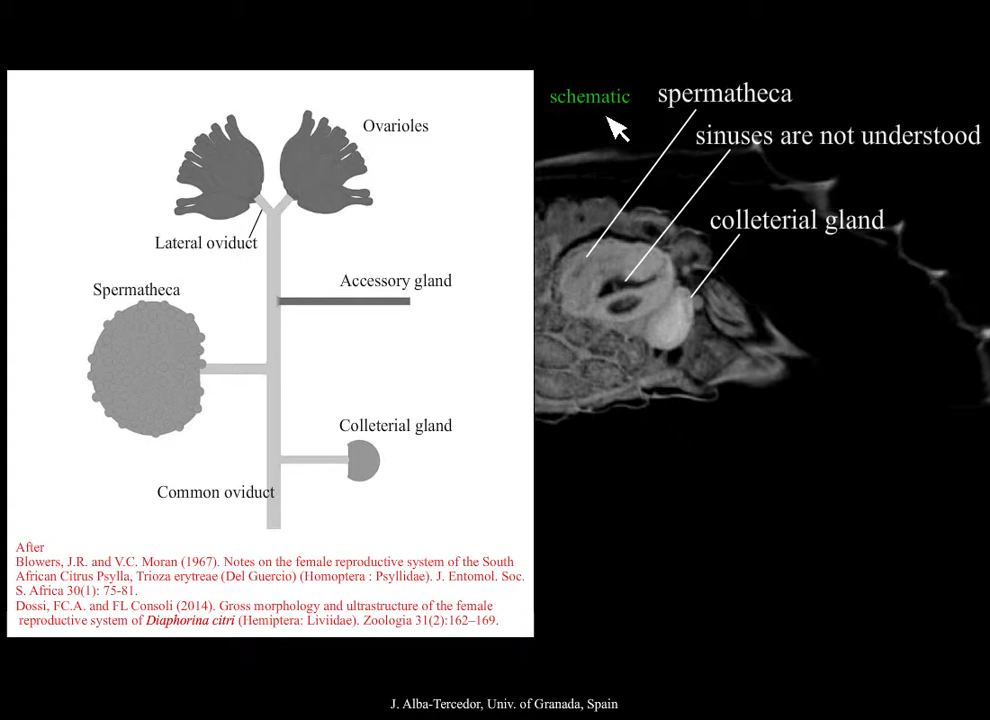 schematic
spermatheca
sinuses are not understood
colleterial gland
Ovarioles
Lateral oviduct
Accessory gland
Spermatheca
Colleterial gland
Common oviduct
After
Blowers, J.R. and V.C. Moran (1967). Notes on the female reproductive system of the South
African Citrus Psylla, Trioza erytreae (Del Guercio) (Homoptera : Psyllidae). J. Entomol. Soc.
S. Africa 30(1): 75-81.
Dossi, FC.A. and FL Consoli (2014). Gross morphology and ultrastructure of the female
reproductive system of Diaphorina citri (Hemiptera: Liviidae). Zoologia 31(2):162–169.
J. Alba-Tercedor, Univ. of Granada, Spain